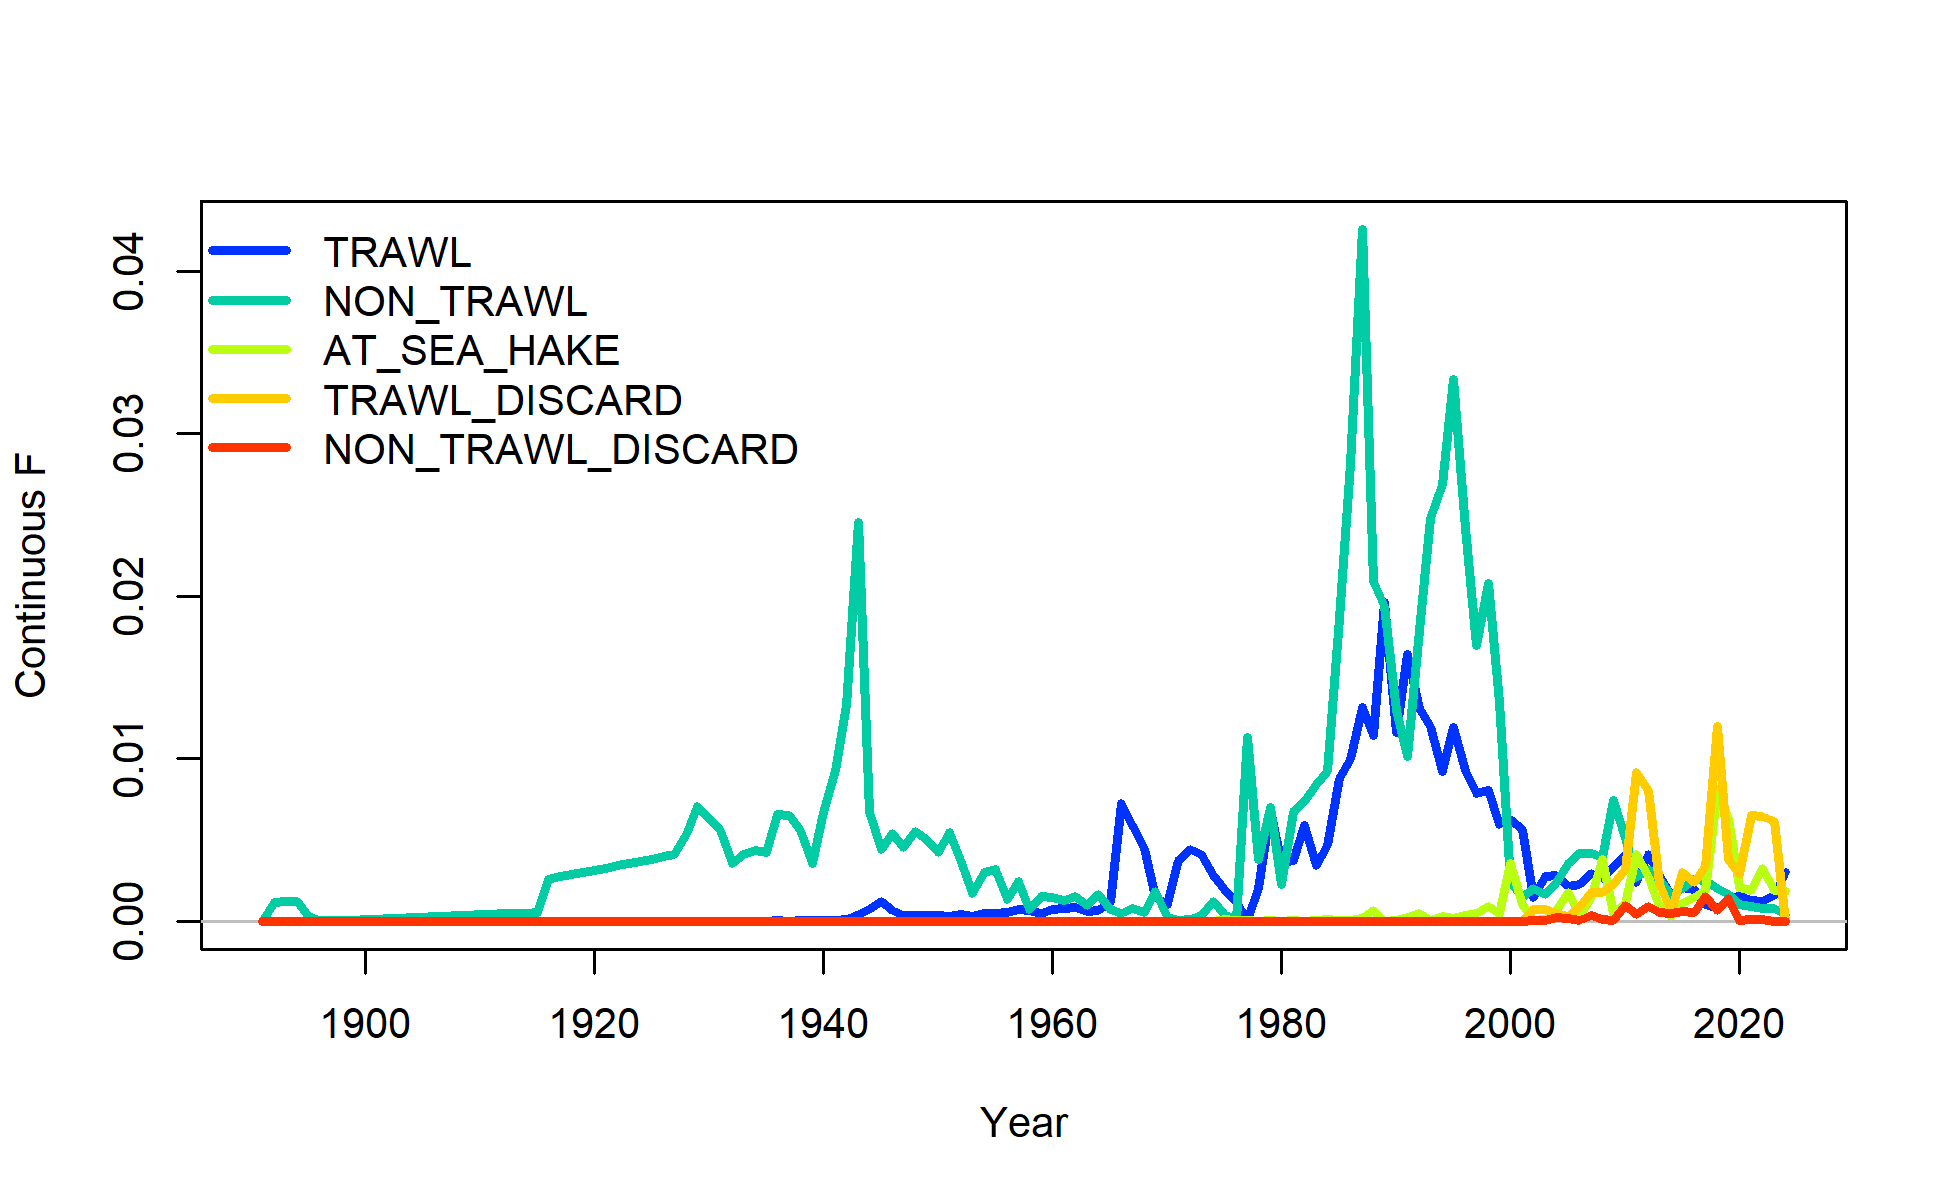 TRAWL
NON_TRAWL
AT_SEA_HAKE
TRAWL_DISCARD
NON_TRAWL_DISCARD
Continuous F
0.04
0.03
0.02
0.01
0.00
1900 1920 1940 1960 1980 2000 2020
Year